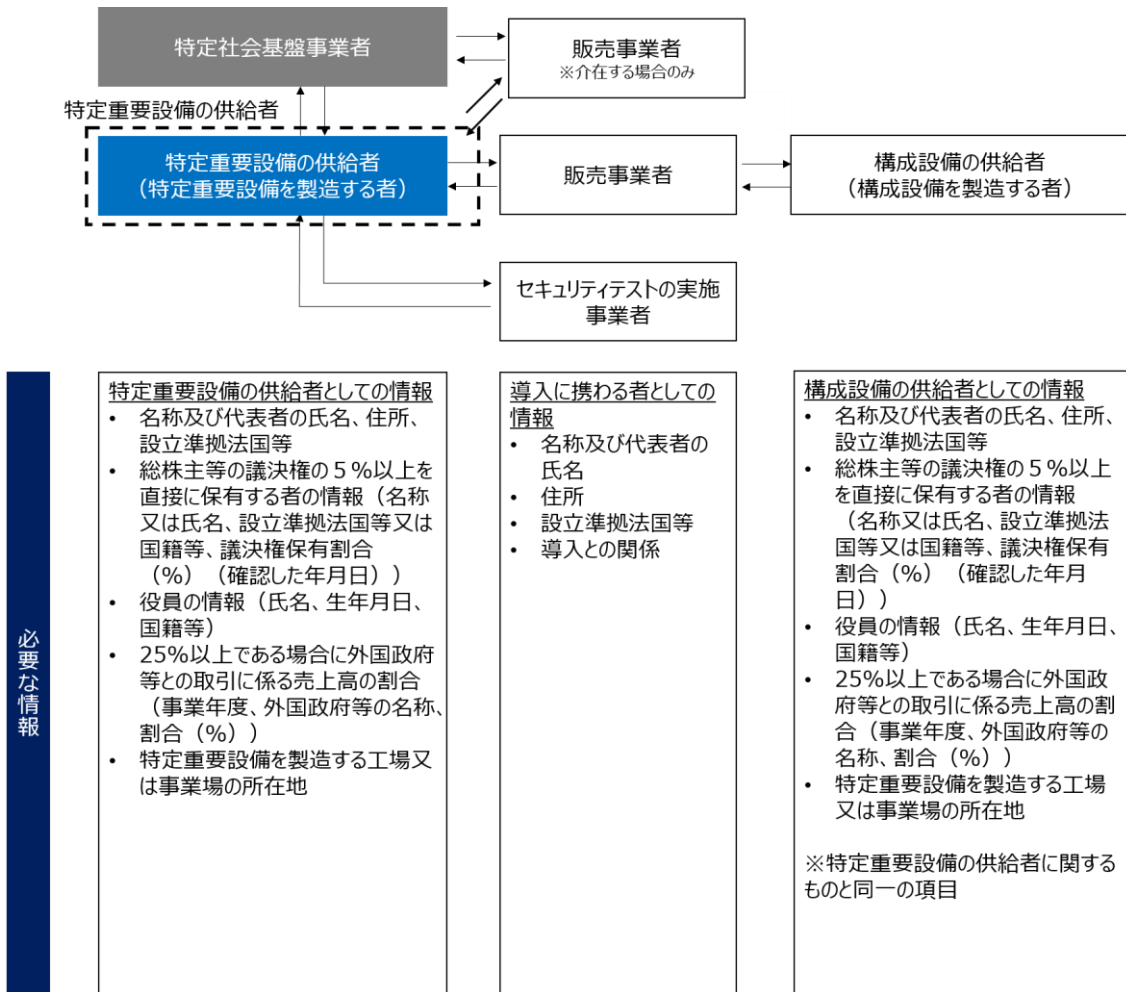 特定社会基盤事業者
販売事業者
※介在する場合のみ
特定重要設備の供給者
特定重要設備の供給者
（特定重要設備を製造する者）
販売事業者
構成設備の供給者
（構成設備を製造する者）
セキュリティテストの実施
事業者
必要な情報
特定重要設備の供給者としての情報
• 名称及び代表者の氏名、住所、
設立準拠法国等
• 総株主等の議決権の５%以上を
直接に保有する者の情報（名称
又は氏名、設立準拠法国等又は
国籍等、議決権保有割合
（%）（確認した年月日））
• 役員の情報（氏名、生年月日、
国籍等）
• 25%以上である場合に外国政府
等との取引に係る売上高の割合
（事業年度、外国政府等の名称、
割合（%））
• 特定重要設備を製造する工場又
は事業場の所在地
導入に携わる者としての
情報
• 名称及び代表者の
氏名
• 住所
• 設立準拠法国等
• 導入との関係
構成設備の供給者としての情報
• 名称及び代表者の氏名、住所、
設立準拠法国等
• 総株主等の議決権の５%以上
を直接に保有する者の情報
（名称又は氏名、設立準拠法
国等又は国籍等、議決権保有
割合（%）（確認した年月
日））
• 役員の情報（氏名、生年月日、
国籍等）
• 25%以上である場合に外国政
府等との取引に係る売上高の割
合（事業年度、外国政府等の
名称、割合（%））
• 特定重要設備を製造する工場
又は事業場の所在地
※特定重要設備の供給者に関する
ものと同一の項目